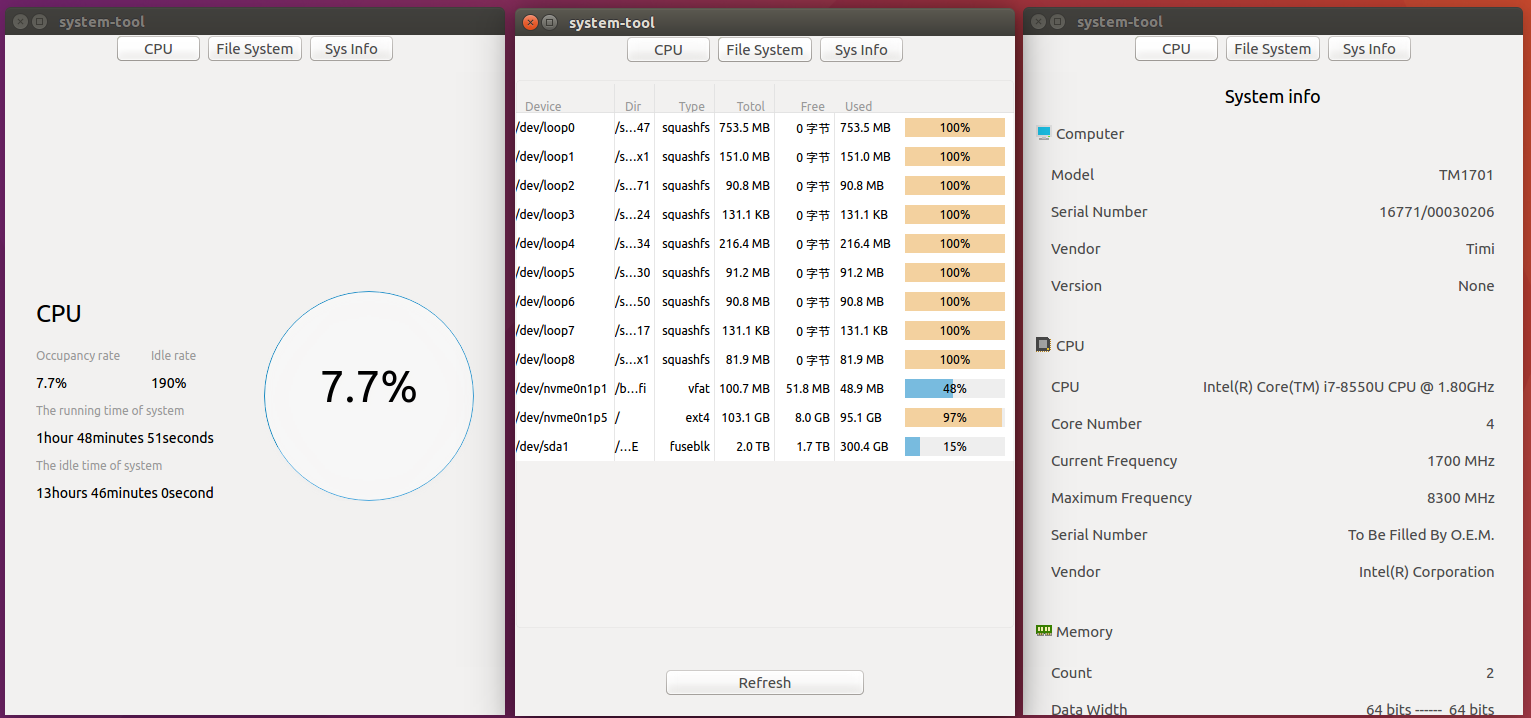 system-tool
CPU File System Sys Info
CPU
Occupancy rate Idle rate
7.7% 190%
The running time of system
1hour 48minutes 51seconds
The idle time of system
13hours 46minutes 0second
7.7%
system-tool
CPU File System Sys Info
Device Dir Type Totol Free Used
/dev/loop0 /s...47 squashfs 753.5 MB 0 字节 753.5 MB 100%
/dev/loop1 /s...x1 squashfs 151.0 MB 0 字节 151.0 MB 100%
/dev/loop2 /s...71 squashfs 90.8 MB 0 字节 90.8 MB 100%
/dev/loop3 /s...24 squashfs 131.1 KB 0 字节 131.1 KB 100%
/dev/loop4 /s...34 squashfs 216.4 MB 0 字节 216.4 MB 100%
/dev/loop5 /s...30 squashfs 91.2 MB 0 字节 91.2 MB 100%
/dev/loop6 /s...50 squashfs 90.8 MB 0 字节 90.8 MB 100%
/dev/loop7 /s...17 squashfs 131.1 KB 0 字节 131.1 KB 100%
/dev/loop8 /s...x1 squashfs 81.9 MB 0 字节 81.9 MB 100%
/dev/nvme0n1p1 /b...fi vfat 100.7 MB 51.8 MB 48.9 MB 48%
/dev/nvme0n1p5 / ext4 103.1 GB 8.0 GB 95.1 GB 97%
/dev/sda1 /...E fuseblk 2.0 TB 1.7 TB 300.4 GB 15%
Refresh
system-tool
CPU File System Sys Info
System info
Computer
Model TM1701
Serial Number 16771/00030206
Vendor Timi
Version None
CPU
CPU Intel(R) Core(TM) i7-8550U CPU @ 1.80GHz
Core Number 4
Current Frequency 1700 MHz
Maximum Frequency 8300 MHz
Serial Number To Be Filled By O.E.M.
Vendor Intel(R) Corporation
Memory
Count 2
Data Width 64 bits ------ 64 bits